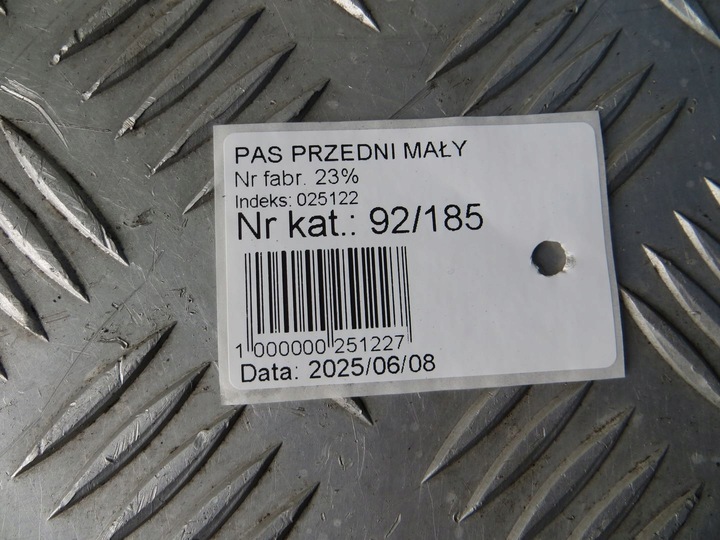 PAS PRZEDNI MAŁY
Nr fabr. 23%
Indeks: 025122
Nr kat.: 92/185
1 000000 251227
Data: 2025/06/08